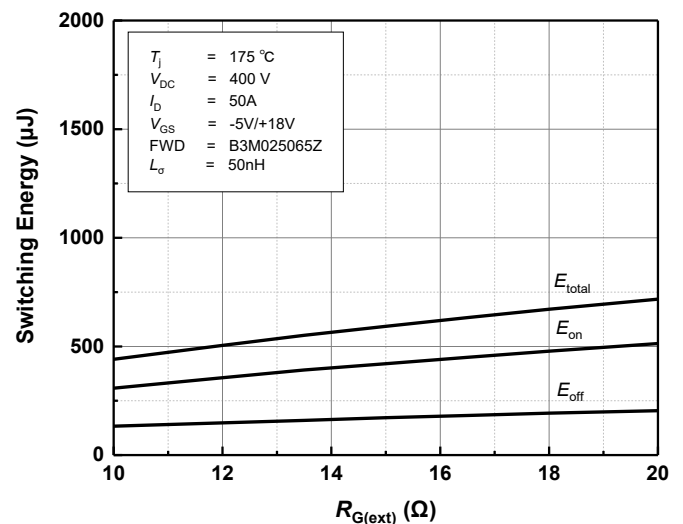 2000
1500
1000
500
0
Switching Energy (µJ)
Tj = 175 ℃
VDC = 400 V
ID = 50A
VGS = -5V/+18V
FWD = B3M025065Z
Lσ = 50nH
Etotal
Eon
Eoff
10 12 14 16 18 20
RG(ext) (Ω)